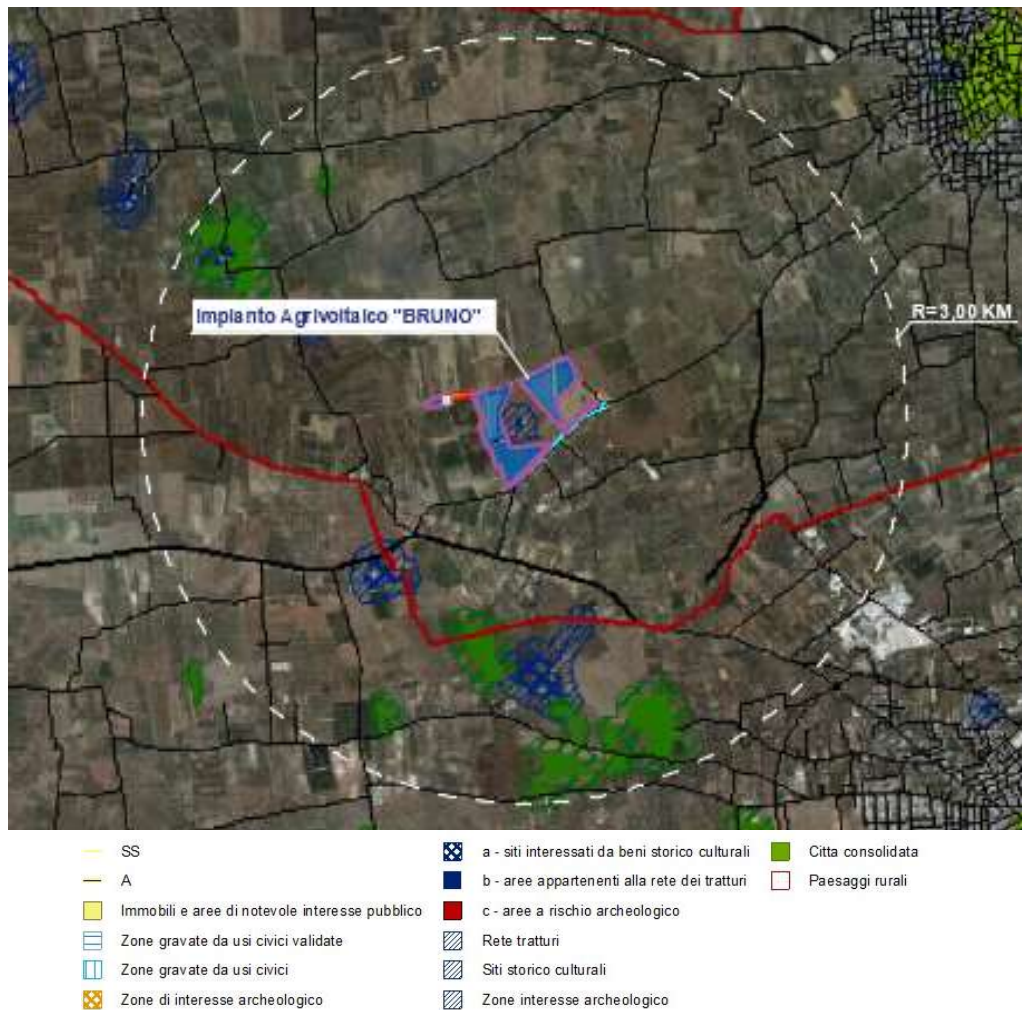 Impianto Agrivoltaico "BRUNO"
R=3,00 KM
SS
A
Immobili e aree di notevole interesse pubblico
Zone gravate da usi civici validate
Zone gravate da usi civici
Zone di interesse archeologico
a - siti interessati da beni storico culturali
b - aree appartenenti alla rete dei tratturi
c - aree a rischio archeologico
Rete tratturi
Siti storico culturali
Zone interesse archeologico
Citta consolidata
Paesaggi rurali